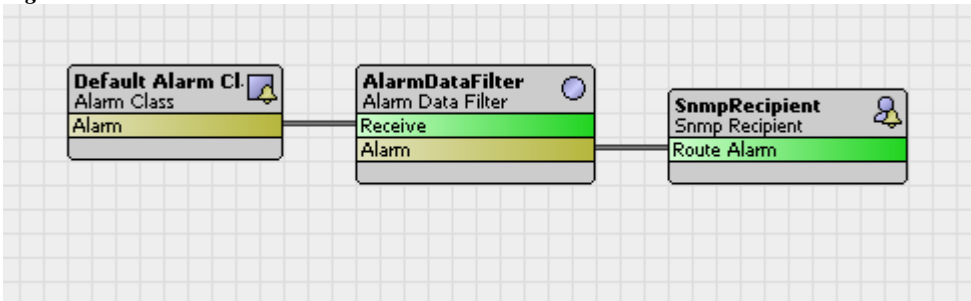 Default Alarm Cl.
Alarm Class
Alarm
AlarmDataFilter
Alarm Data Filter
Receive
Alarm
SnmpRecipient
Snmp Recipient
Route Alarm